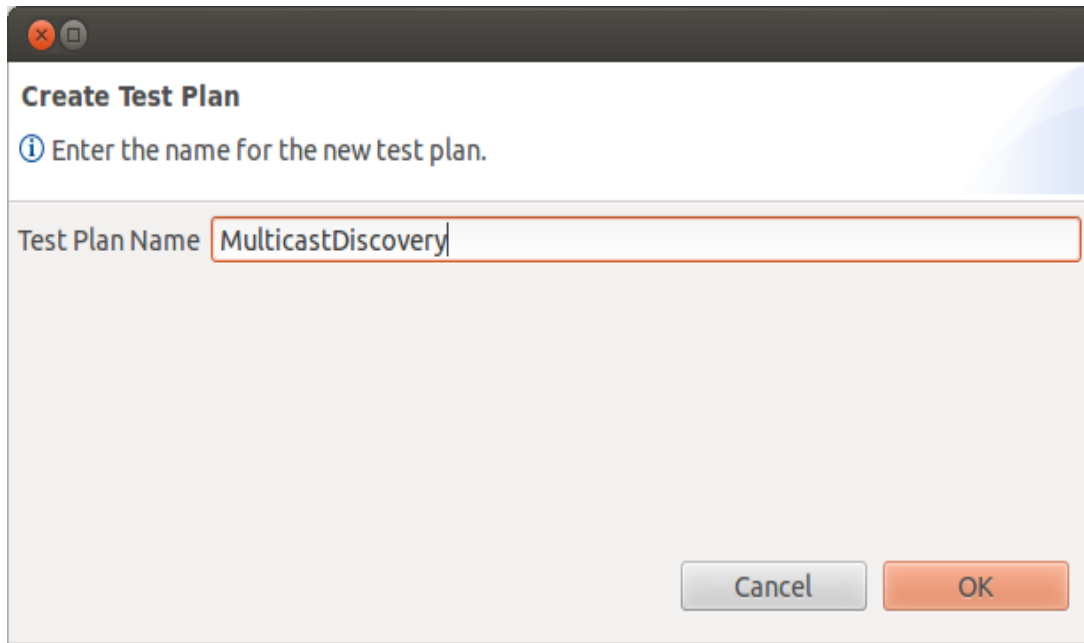 Create Test Plan
Enter the name for the new test plan.
Test Plan Name MulticastDiscovery
Cancel OK